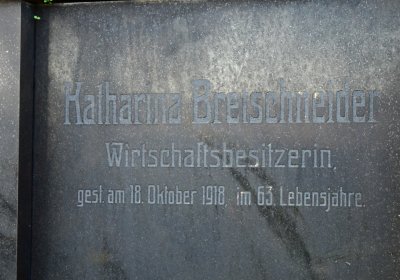 Katharina Bretschneider
Wirtschaftsbesitzerin,
gest. am 18. Oktober 1918, im 63. Lebensjahre.